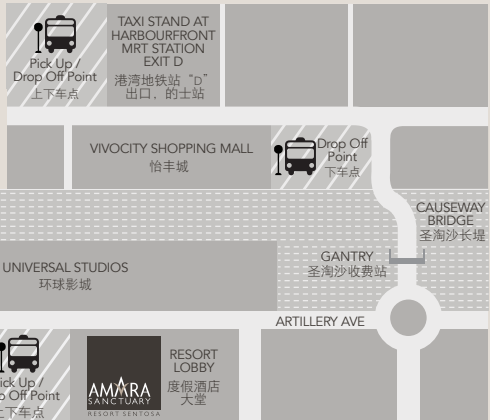 TAXI STAND AT
HARBOURFRONT
MRT STATION
EXIT D
港湾地铁站“D”
出口，的士站
Pick Up /
Drop Off Point
上下车点
VIVOCITY SHOPPING MALL
怡丰城
Drop Off
Point
下车点
CAUSEWAY
BRIDGE
圣淘沙长堤
GANTRY
圣淘沙收费站
UNIVERSAL STUDIOS
环球影城
ARTILLERY AVE
ick Up /
p Off Point
上下车点
AMARA
SANCTUARY
RESORT SENTOSA
RESORT
LOBBY
度假酒店
大堂